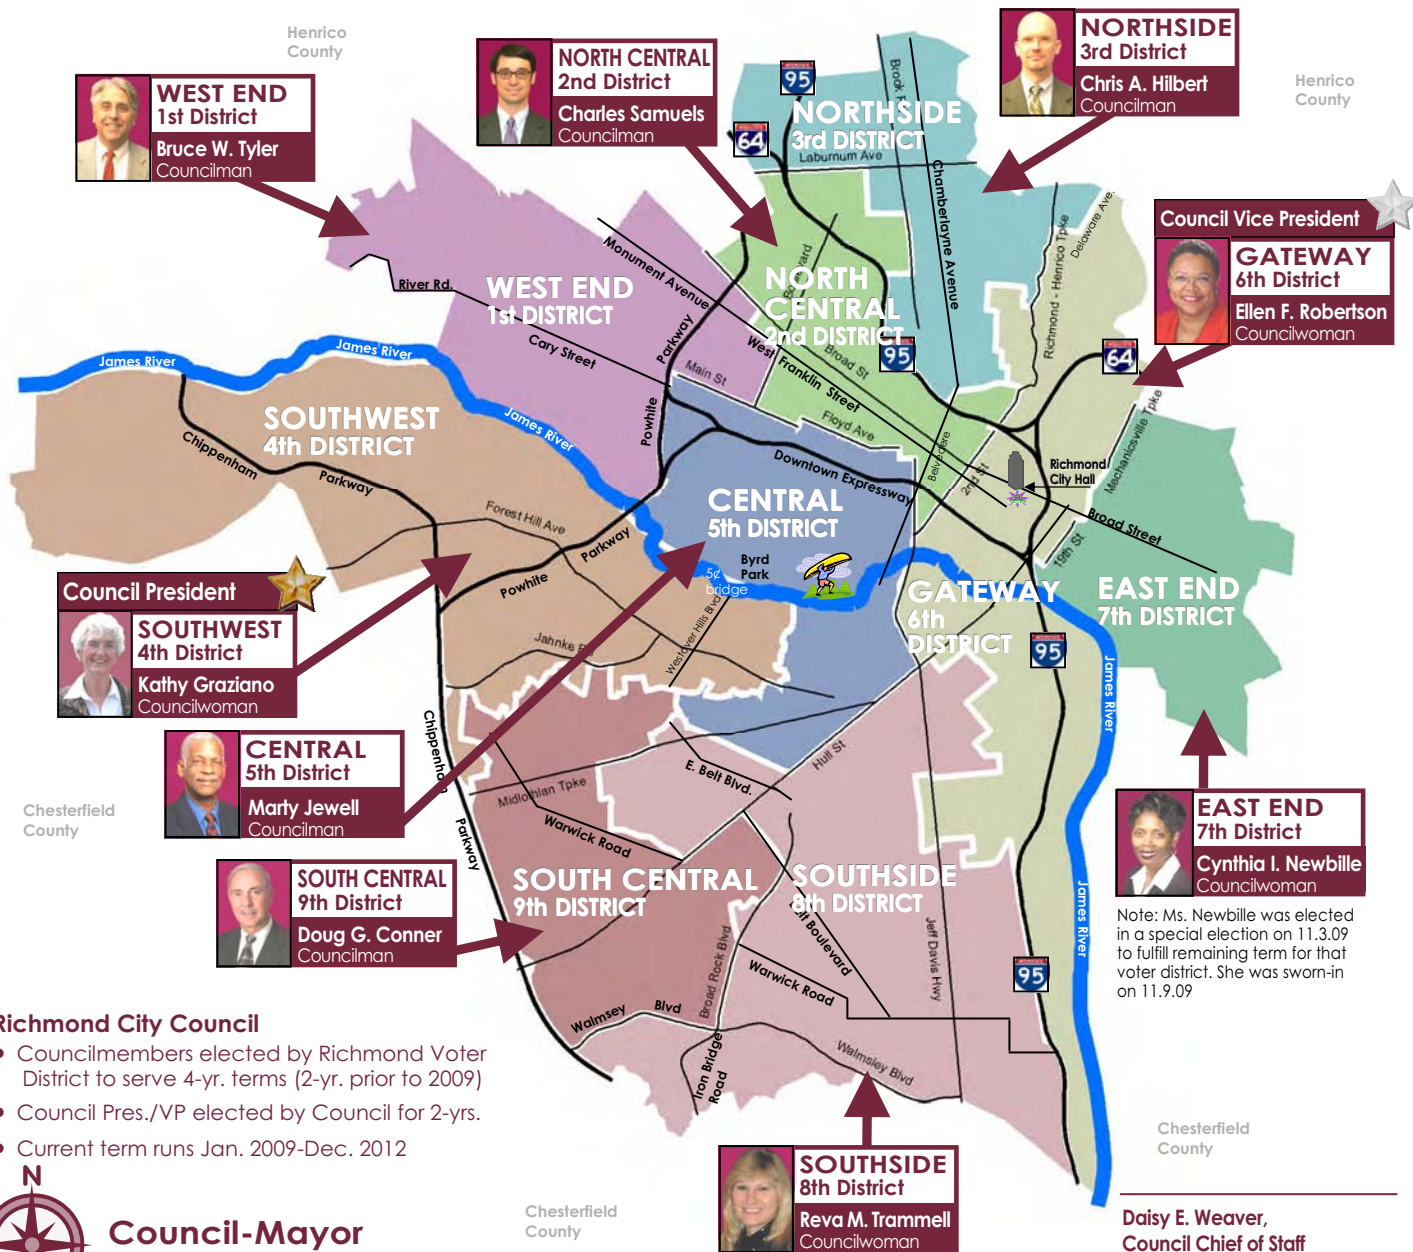 Henrico
County
NORTHSIDE
3rd District
Chris A. Hilbert
Councilman
NORTH CENTRAL
2nd District
Charles Samuels
Councilman
WEST END
1st District
Bruce W. Tyler
Councilman
Henrico
County
Council Vice President
GATEWAY
6th District
Ellen F. Robertson
Councilwoman
95
64
NORTHSIDE
3rd DISTRICT
Laburnum Ave
Chamberlayne Avenue
Richmond - Henrico Tpke
Delaware Ave.
Monument Avenue
River Rd.
WEST END
1st DISTRICT
NORTH
CENTRAL
2nd DISTRICT
Cary Street
Parkway
Powhite
Main St
West Franklin Street
Broad St
95
64
Floyd Ave
James River
James River
James River
SOUTHWEST
4th DISTRICT
Chippenham
Parkway
Forest Hill Ave
Parkway
Powhite
Downtown Expressway
Belvedere
2nd St
Richmond
City Hall
Mechanicsville Tpke
Broad Street
19th St
CENTRAL
5th DISTRICT
Byrd
Park
5¢
bridge
GATEWAY
6th
DISTRICT
EAST END
7th DISTRICT
95
James River
Westover Hills Blvd
Council President
SOUTHWEST
4th District
Kathy Graziano
Councilwoman
Chippenham
Parkway
CENTRAL
5th District
Marty Jewell
Councilman
Midlothian Tpke
E. Belt Blvd.
Hull St
Warwick Road
SOUTH CENTRAL
9th DISTRICT
SOUTHSIDE
8th DISTRICT
Boulevard
Warwick Road
Jeff Davis Hwy
Broad Rock Blvd
James River
95
Walmsey Blvd
Iron Bridge
Road
Walmsley Blvd
Chesterfield
County
SOUTH CENTRAL
9th District
Doug G. Conner
Councilman
EAST END
7th District
Cynthia I. Newbille
Councilwoman
Note: Ms. Newbille was elected
in a special election on 11.3.09
to fulfill remaining term for that
voter district. She was sworn-in
on 11.9.09
Richmond City Council
• Councilmembers elected by Richmond Voter
District to serve 4-yr. terms (2-yr. prior to 2009)
• Council Pres./VP elected by Council for 2-yrs.
• Current term runs Jan. 2009-Dec. 2012
N
Council-Mayor
Chesterfield
County
SOUTHSIDE
8th District
Reva M. Trammell
Councilwoman
Chesterfield
County
Daisy E. Weaver,
Council Chief of Staff